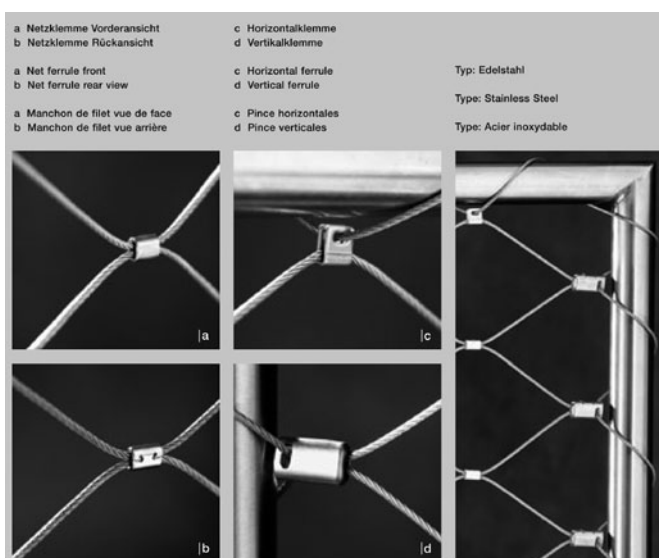 a Netzklemme Vorderansicht
b Netzklemme Rückansicht
a Net ferrule front
b Net ferrule rear view
a Manchon de filet vue de face
b Manchon de filet vue arrière
c Horizontalklemme
d Vertikalklemme
c Horizontal ferrule
d Vertical ferrule
c Pince horizontales
d Pince verticales
Typ: Edelstahl
Type: Stainless Steel
Type: Acier inoxydable
|a
|c
|b
|d